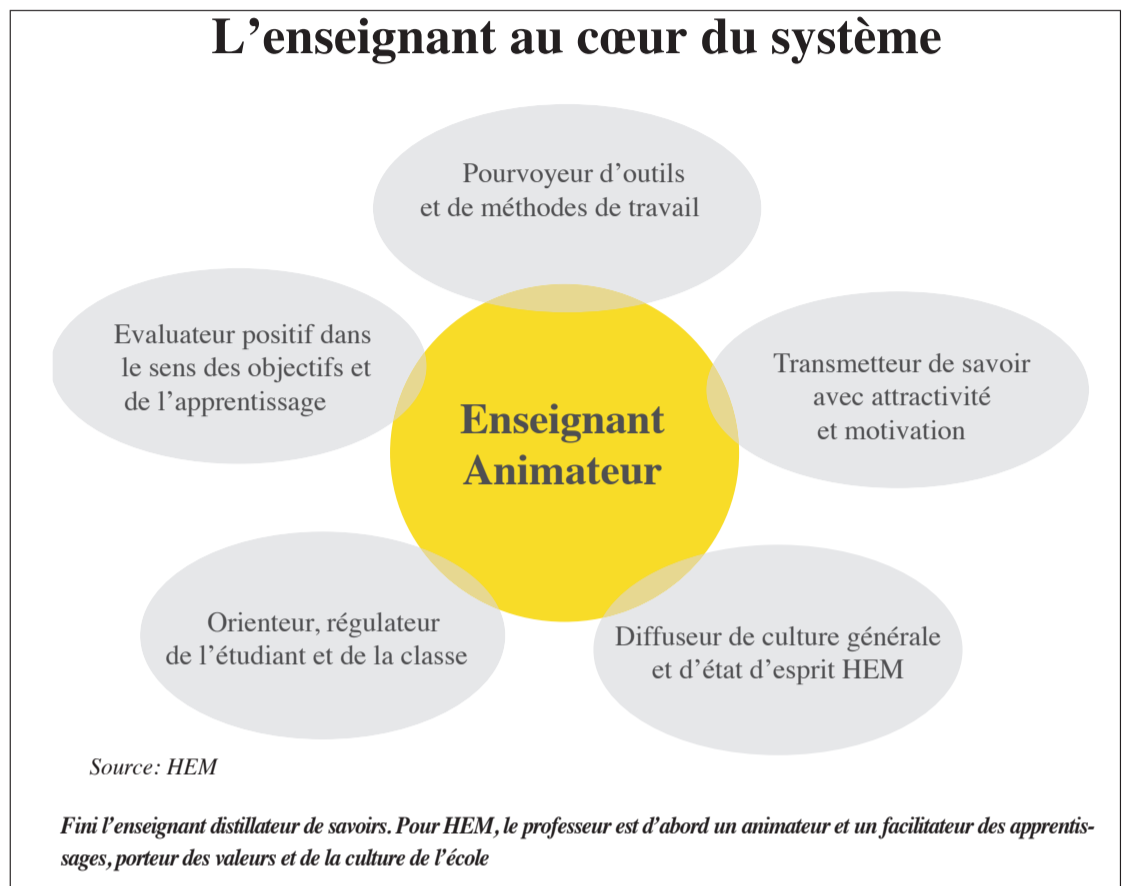 L’enseignant au cœur du système
Pourvoyeur d’outils
et de méthodes de travail
Evaluateur positif dans
le sens des objectifs et
de l’apprentissage
Transmetteur de savoir
avec attractivité
et motivation
Enseignant
Animateur
Orienteur, régulateur
de l’étudiant et de la classe
Diffuseur de culture générale
et d’état d’esprit HEM
Source: HEM
Fini l’enseignant distillateur de savoirs. Pour HEM, le professeur est d’abord un animateur et un facilitateur des apprentis-
sages, porteur des valeurs et de la culture de l’école